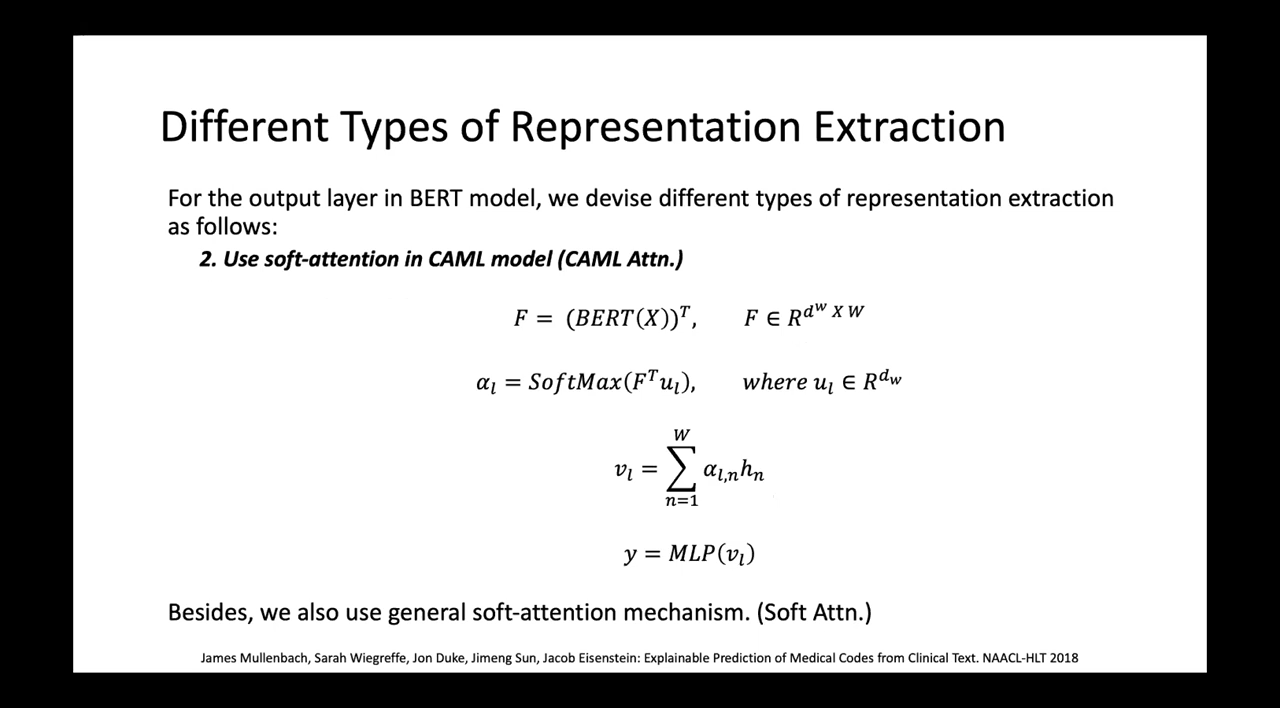 Different Types of Representation Extraction
For the output layer in BERT model, we devise different types of representation extraction
as follows:
2. Use soft-attention in CAML model (CAML Attn.)
F = (BERT(X))^T, F ∈ R^{d^w X W}
α_l = SoftMax(F^T u_l), where u_l ∈ R^{d_w}
v_l = ∑_{n=1}^{W} α_{l,n} h_n
y = MLP(v_l)
Besides, we also use general soft-attention mechanism. (Soft Attn.)
James Mullenbach, Sarah Wiegreffe, Jon Duke, Jimeng Sun, Jacob Eisenstein: Explainable Prediction of Medical Codes from Clinical Text. NAACL-HLT 2018